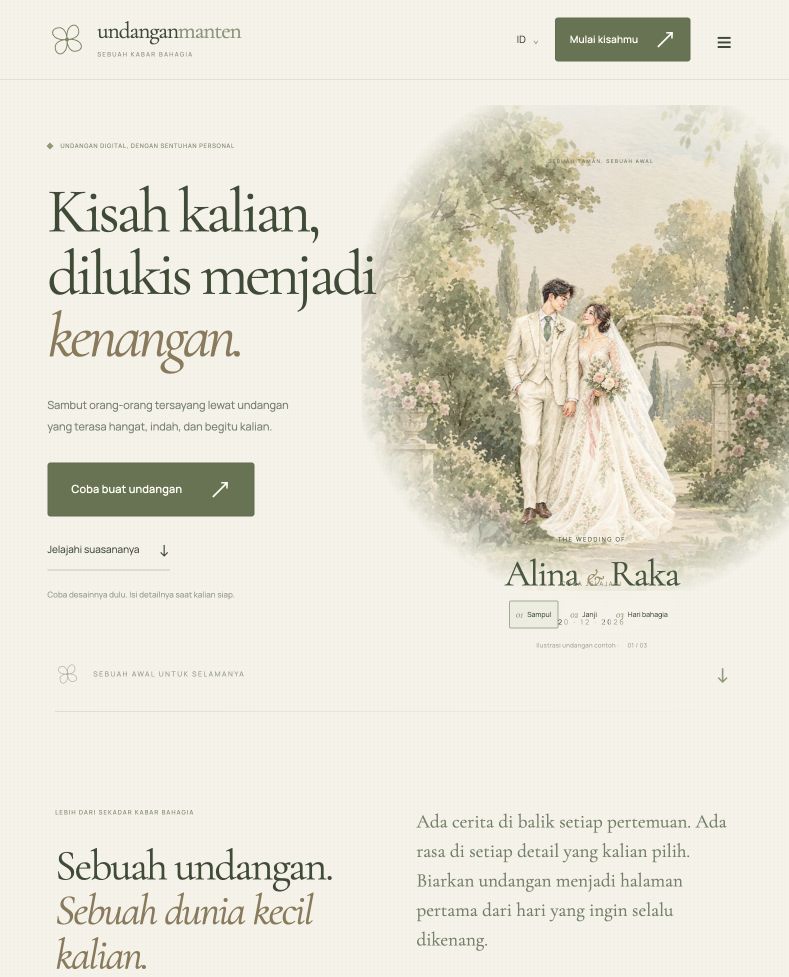 undanganmanten
SEBUAH KABAR BAHAGIA
ID
Mulai kisahmu
UNDANGAN DIGITAL, DENGAN SENTUHAN PERSONAL
Kisah kalian,
dilukis menjadi
kenangan.
Sambut orang-orang tersayang lewat undangan
yang terasa hangat, indah, dan begitu kalian.
Coba buat undangan
Jelajahi suasananya
Coba desainnya dulu. Isi detailnya saat kalian siap.
SEBUAH TAMAN, SEBUAH AWAL
THE WEDDING OF
Alina & Raka
01 Sampul
02 Janji
03 Hari bahagia
20 · 12 · 2026
Ilustrasi undangan contoh
01 / 03
SEBUAH AWAL UNTUK SELAMANYA
LEBIH DARI SEKADAR KABAR BAHAGIA
Sebuah undangan.
Sebuah dunia kecil
kalian.
Ada cerita di balik setiap pertemuan. Ada
rasa di setiap detail yang kalian pilih.
Biarkan undangan menjadi halaman
pertama dari hari yang ingin selalu
dikenang.